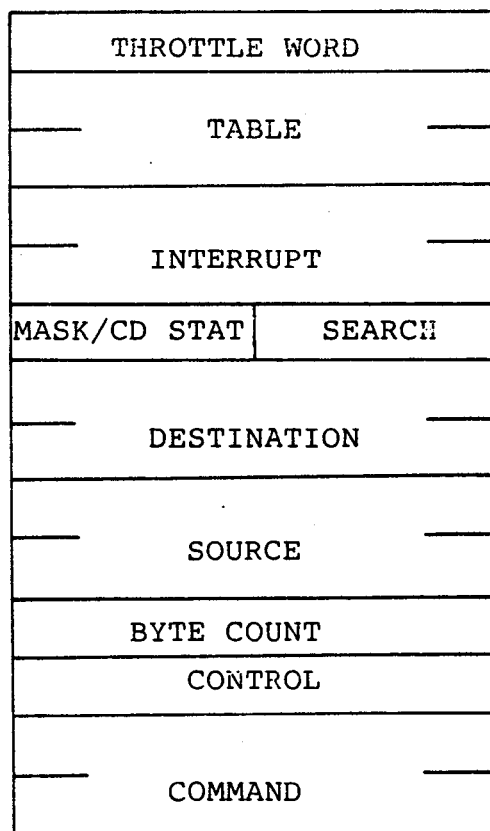 THROTTLE WORD
TABLE
INTERRUPT
MASK/CD STAT SEARCH
DESTINATION
SOURCE
BYTE COUNT
CONTROL
COMMAND